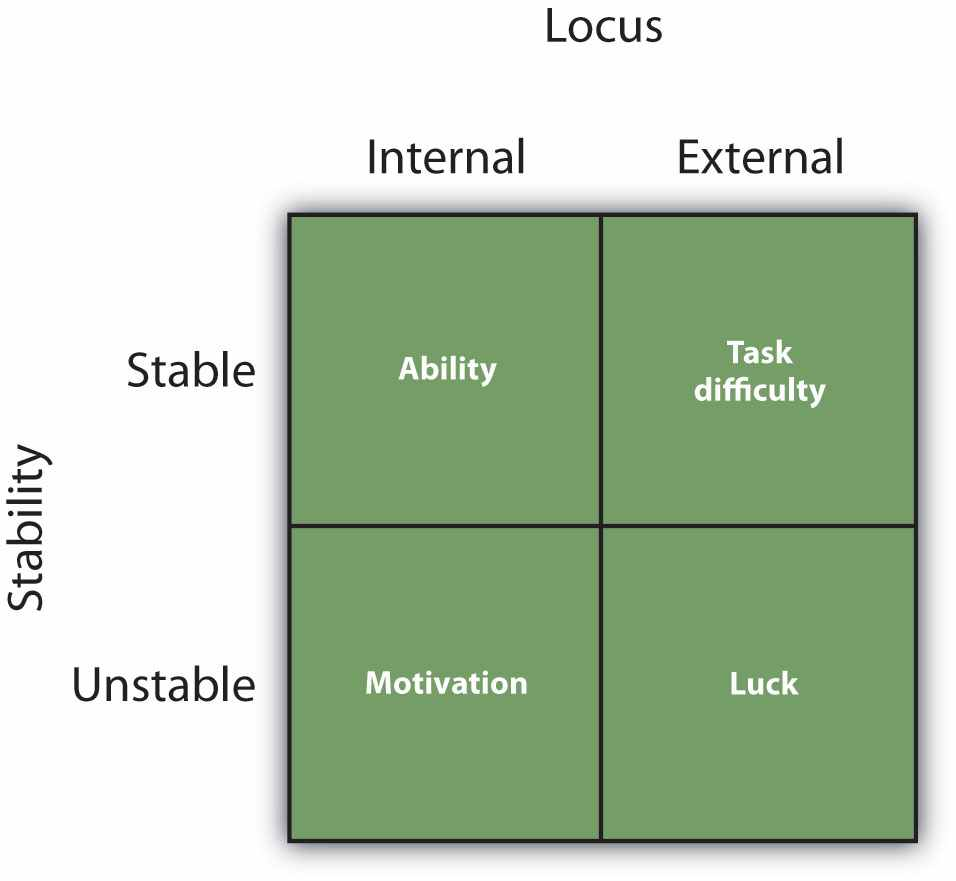 Locus
Internal External
Stability
Stable
Ability
Task
difficulty
Unstable
Motivation
Luck